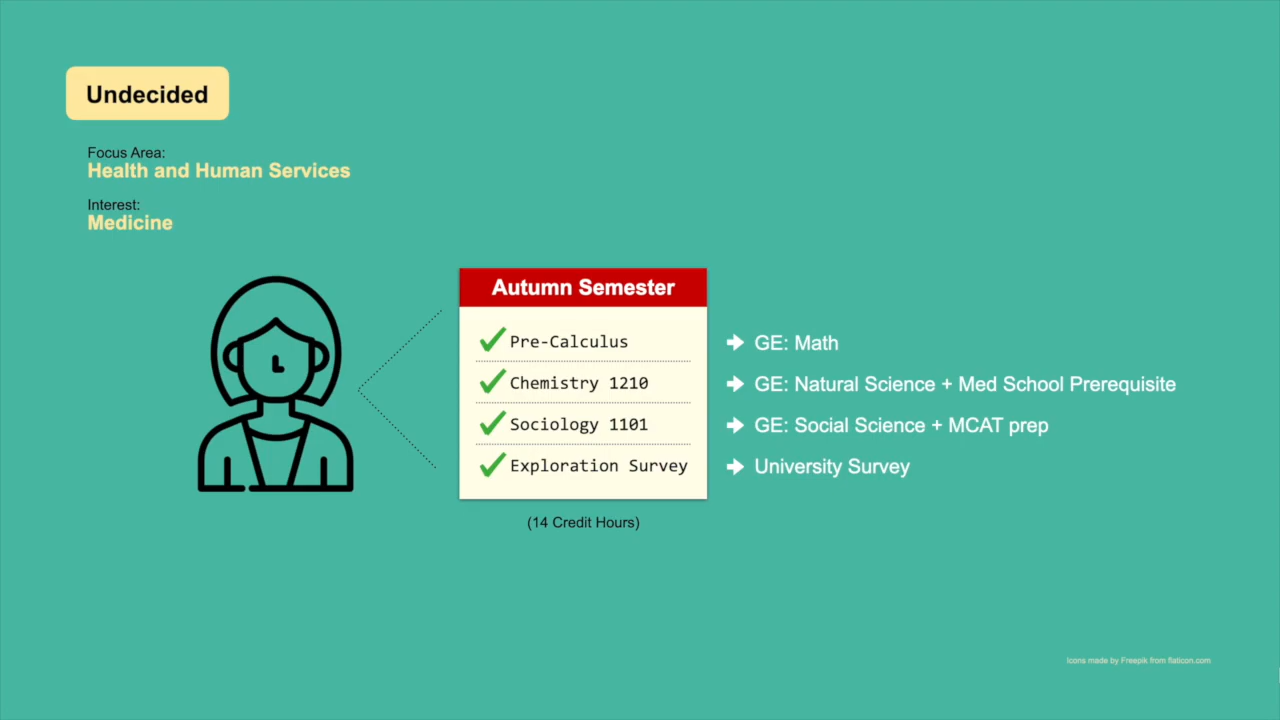 Undecided
Focus Area:
Health and Human Services
Interest:
Medicine
Autumn Semester
Pre-Calculus
GE: Math
Chemistry 1210
GE: Natural Science + Med School Prerequisite
Sociology 1101
GE: Social Science + MCAT prep
Exploration Survey
University Survey
(14 Credit Hours)
Icons made by Freepik from flaticon.com